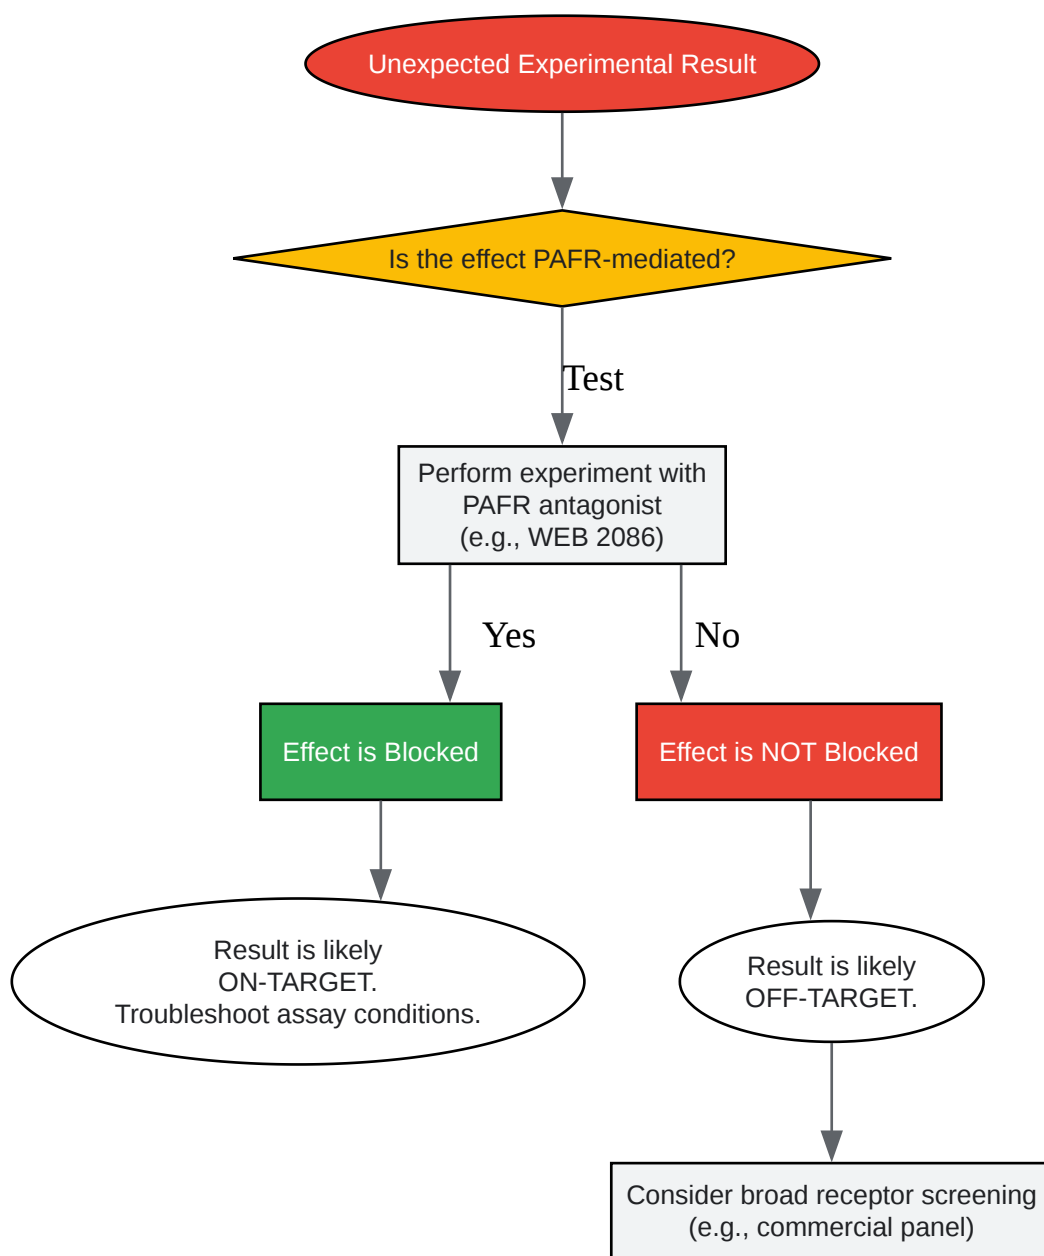 Unexpected Experimental Result
Is the effect PAFR-mediated?
Test
Perform experiment with
PAFR antagonist
(e.g., WEB 2086)
Yes
No
Effect is Blocked
Effect is NOT Blocked
Result is likely
ON-TARGET.
Troubleshoot assay conditions.
Result is likely
OFF-TARGET.
Consider broad receptor screening
(e.g., commercial panel)